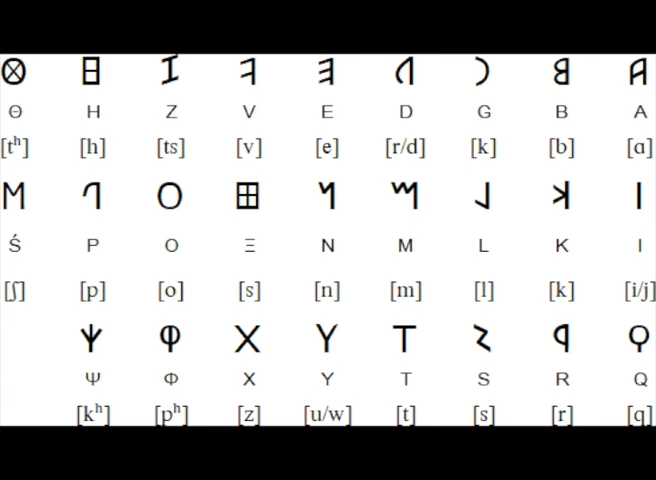 𐌈 𐌇 𐌆 𐌅 𐌄 𐌃 𐌂 𐌁 𐌀
Θ H Z V E D G B A
[tʰ] [h] [ts] [v] [e] [r/d] [k] [b] [ɑ]
𐌑 𐌐 𐌏 𐌎 𐌍 𐌌 𐌋 𐌊 𐌉
Ś P O Ξ N M L K I
[ʃ] [p] [o] [s] [n] [m] [l] [k] [i/j]
𐌙 𐌘 𐌗 𐌖 𐌕 𐌔 𐌓 𐌒
Ψ Φ X Y T S R Q
[kʰ] [pʰ] [z] [u/w] [t] [s] [r] [q]